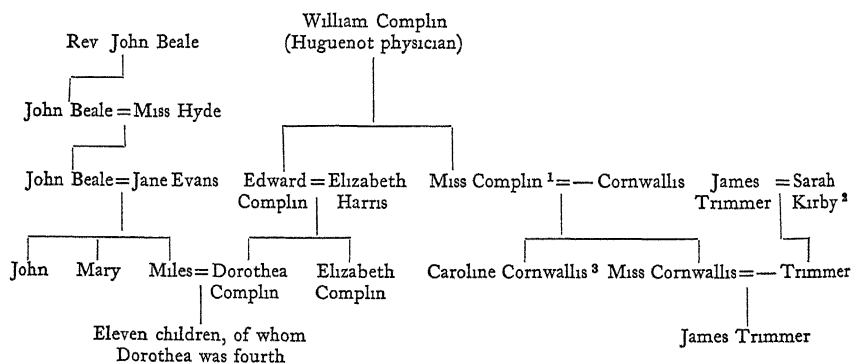 William Complin
Rev John Beale (Huguenot physician)
John Beale = Miss Hyde
John Beale = Jane Evans Edward = Elizabeth Miss Complin ¹ = — Cornwallis James = Sarah
Complin Harris Trimmer Kirby ²
John Mary Miles = Dorothea Elizabeth Caroline Cornwallis ³ Miss Cornwallis = — Trimmer
Complin Complin
Eleven children, of whom James Trimmer
Dorothea was fourth